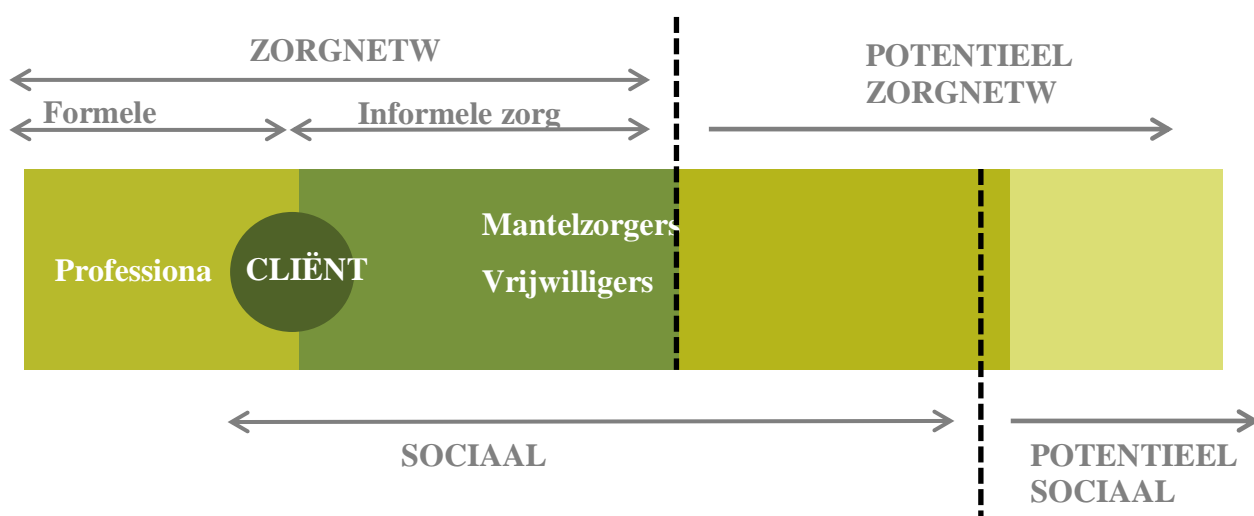 ZORGNETW
POTENTIEEL
ZORGNETW
Formele
Informele zorg
Mantelzorgers
Professiona
CLIËNT
Vrijwilligers
SOCIAAL
POTENTIEEL
SOCIAAL